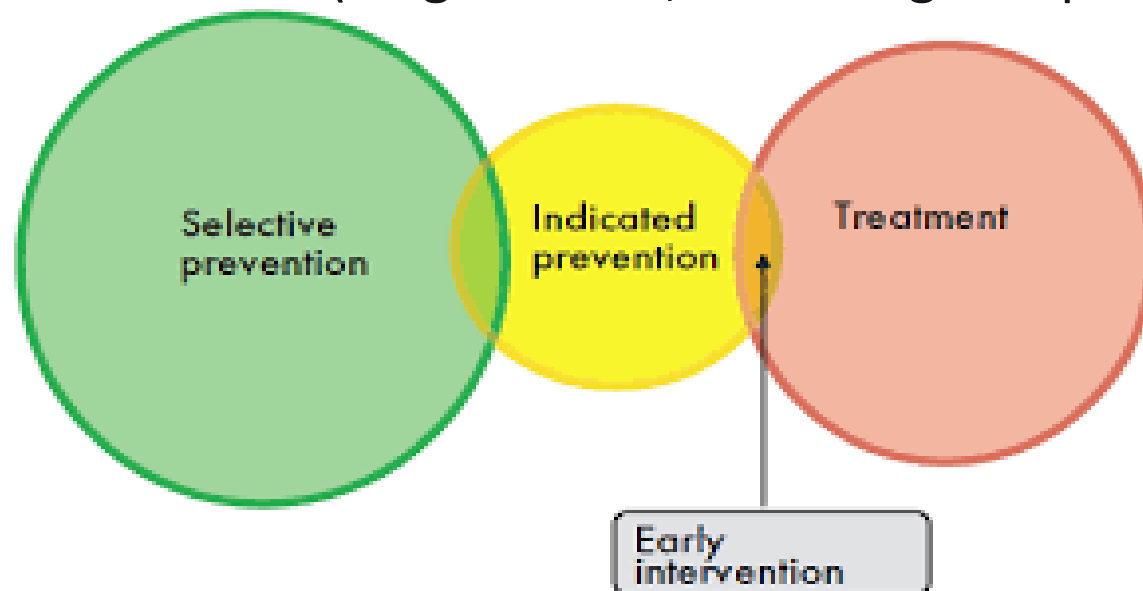 Selective
prevention
Indicated
prevention
Treatment
Early
intervention